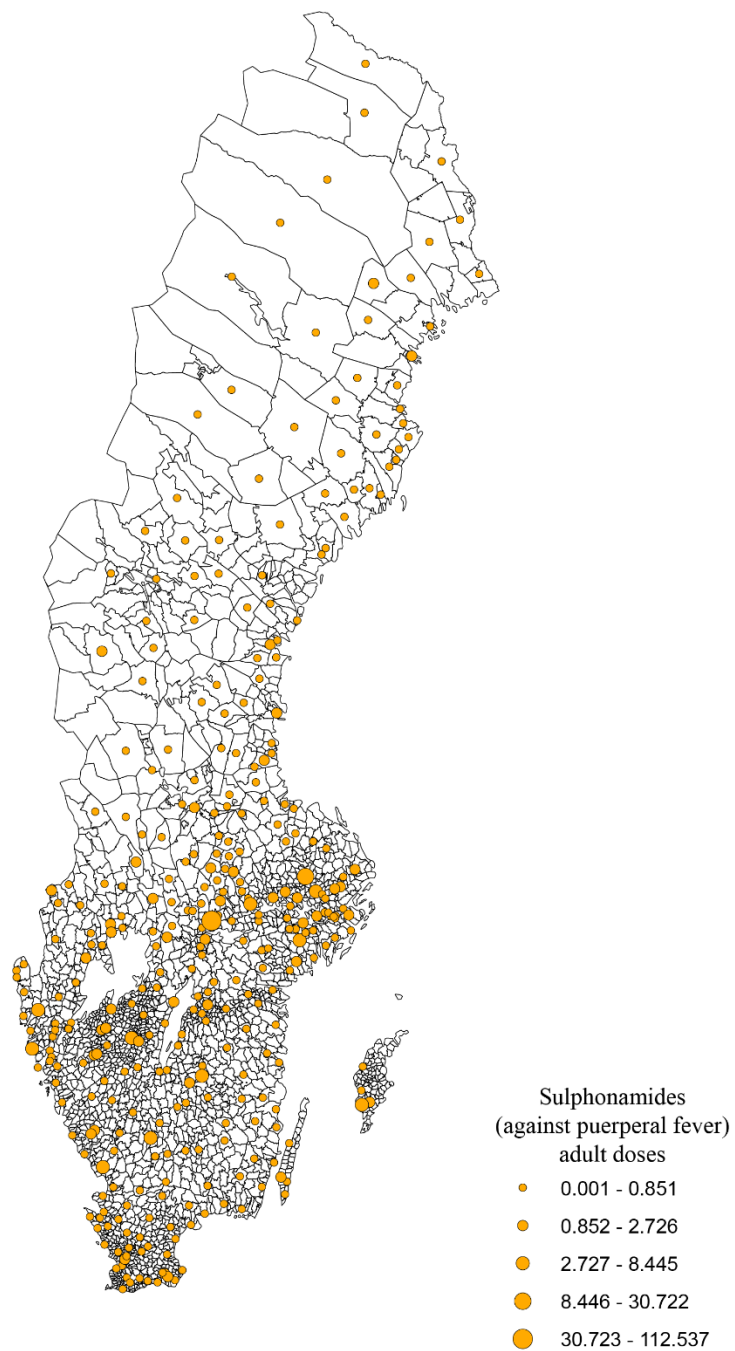 Sulphonamides
(against puerperal fever)
adult doses
0.001 - 0.851
0.852 - 2.726
2.727 - 8.445
8.446 - 30.722
30.723 - 112.537